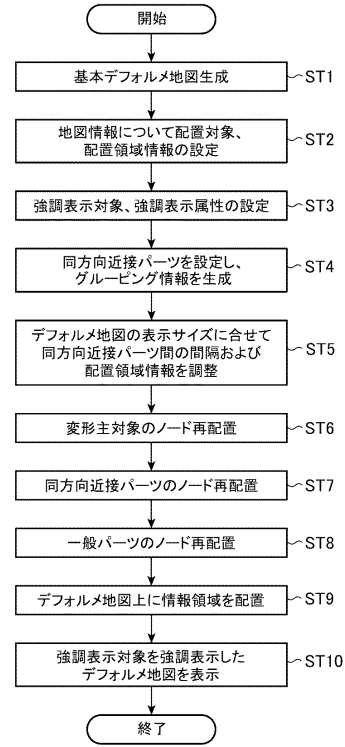 開始
基本デフォルメ地図生成
ST1
地図情報について配置対象、
配置領域情報の設定
ST2
強調表示対象、強調表示属性の設定
ST3
同方向近接パーツを設定し、
グルーピング情報を生成
ST4
デフォルメ地図の表示サイズに合せて
同方向近接パーツ間の間隔および
配置領域情報を調整
ST5
変形主対象のノード再配置
ST6
同方向近接パーツのノード再配置
ST7
一般パーツのノード再配置
ST8
デフォルメ地図上に情報領域を配置
ST9
強調表示対象を強調表示した
デフォルメ地図を表示
ST10
終了